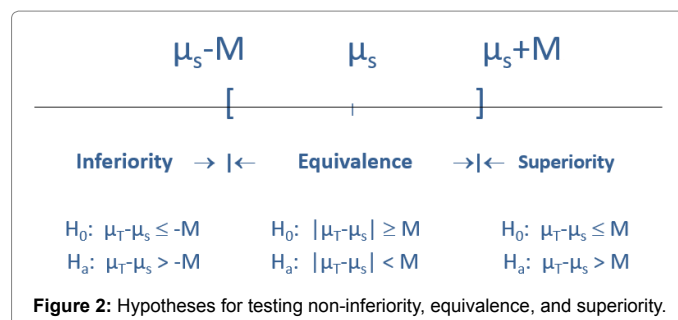 μs-M μs μs+M
[ ]
Inferiority → |← Equivalence →|← Superiority
H0: μT-μs ≤ -M H0: |μT-μs| ≥ M H0: μT-μs ≤ M
Ha: μT-μs > -M Ha: |μT-μs| < M Ha: μT-μs > M
Figure 2: Hypotheses for testing non-inferiority, equivalence, and superiority.